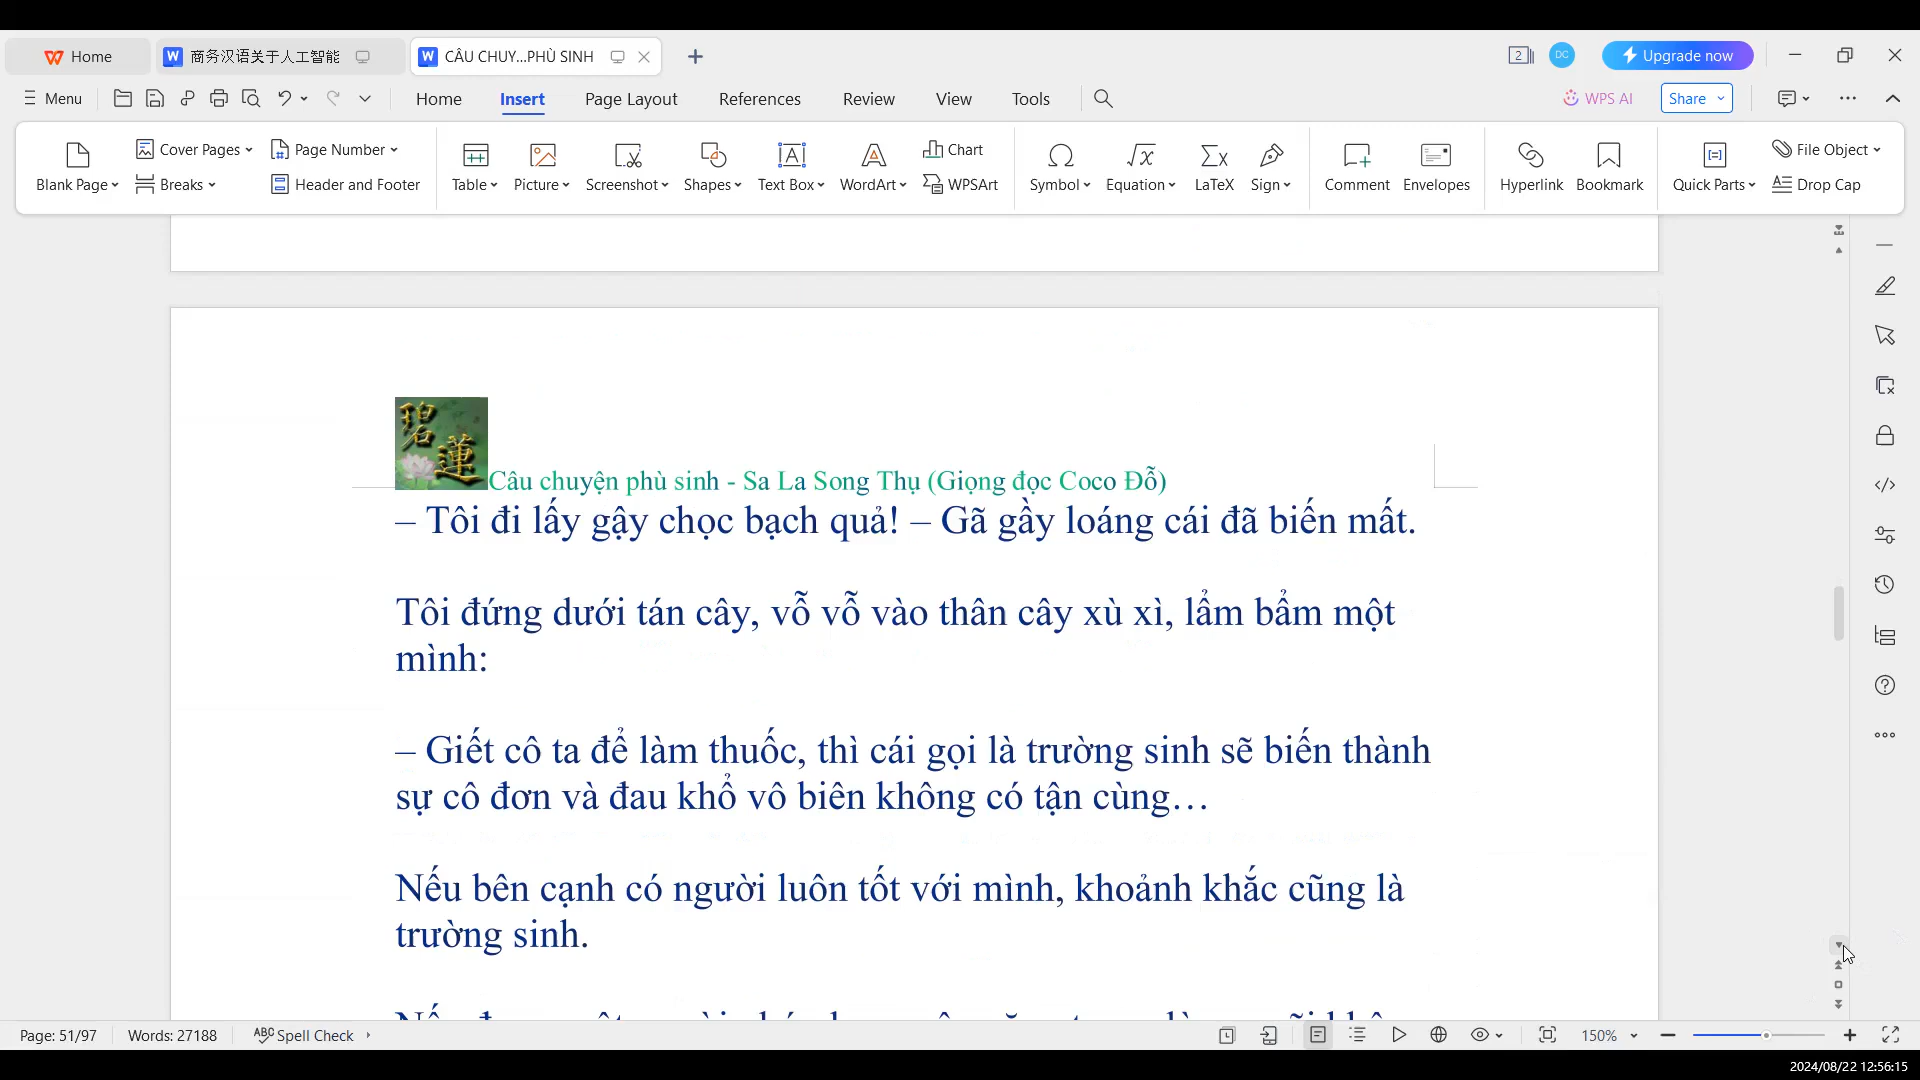 Home
商务汉语关于人工智能
CÂU CHUY...PHÙ SINH
2
DC
Upgrade now
Menu
Home
Insert
Page Layout
References
Review
View
Tools
WPS AI
Share
Blank Page
Cover Pages
Breaks
Page Number
Header and Footer
Table
Picture
Screenshot
Shapes
Text Box
WordArt
Chart
WPSArt
Symbol
Equation
LaTeX
Sign
Comment
Envelopes
Hyperlink
Bookmark
Quick Parts
File Object
Drop Cap
碧蓮
Câu chuyện phù sinh - Sa La Song Thụ (Giọng đọc Coco Đỗ)
– Tôi đi lấy gậy chọc bạch quả! – Gã gầy loáng cái đã biến mất.
Tôi đứng dưới tán cây, vỗ vỗ vào thân cây xù xì, lẩm bẩm một
mình:
– Giết cô ta để làm thuốc, thì cái gọi là trường sinh sẽ biến thành
sự cô đơn và đau khổ vô biên không có tận cùng…
Nếu bên cạnh có người luôn tốt với mình, khoảnh khắc cũng là
trường sinh.
Page: 51/97
Words: 27188
Spell Check
150%
2024/08/22 12:56:15